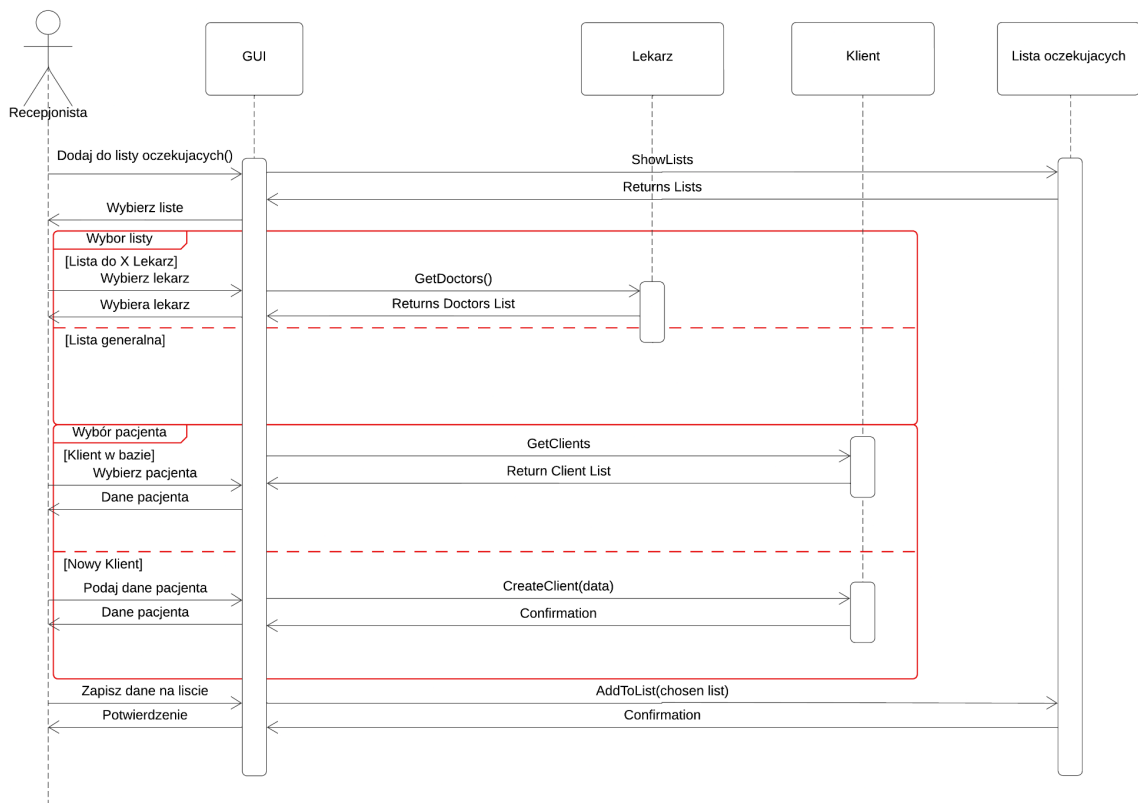 Recepjonista
GUI
Lekarz
Klient
Lista oczekujacych
Dodaj do listy oczekujacych()
ShowLists
Returns Lists
Wybierz liste
Wybor listy
[Lista do X Lekarz]
Wybierz lekarz
GetDoctors()
Wybiera lekarz
Returns Doctors List
[Lista generalna]
Wybór pacjenta
[Klient w bazie]
GetClients
Wybierz pacjenta
Return Client List
Dane pacjenta
[Nowy Klient]
Podaj dane pacjenta
CreateClient(data)
Dane pacjenta
Confirmation
Zapisz dane na liscie
AddToList(chosen list)
Potwierdzenie
Confirmation